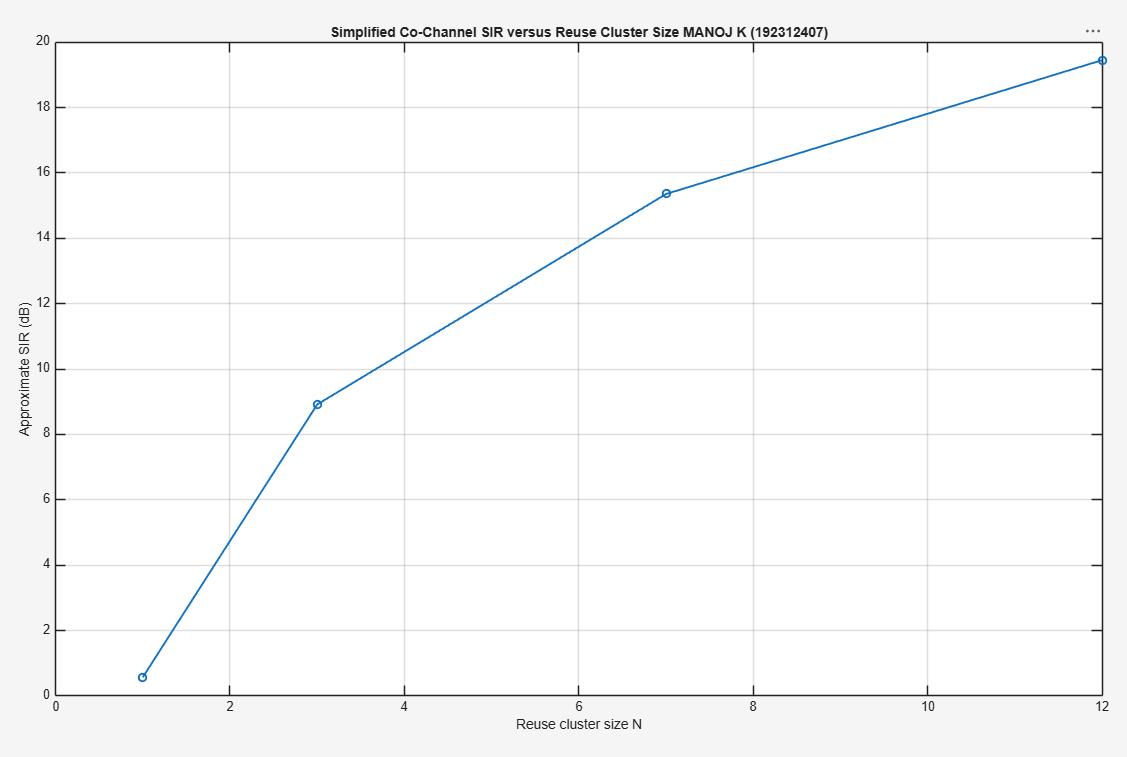 Simplified Co-Channel SIR versus Reuse Cluster Size MANOJ K (192312407)
20
18
16
14
12
10
8
6
4
2
0
Approximate SIR (dB)
0 2 4 6 8 10 12
Reuse cluster size N